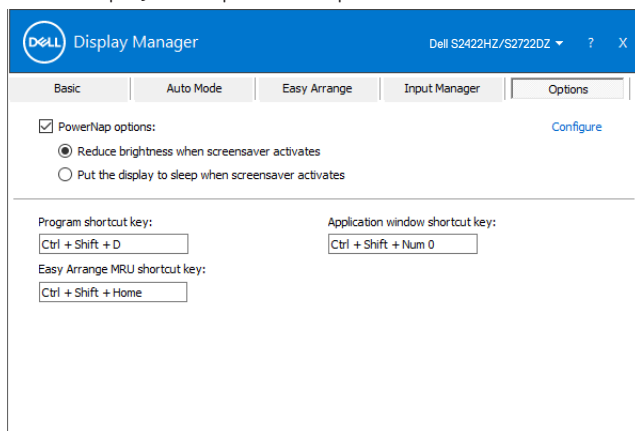 DELL Display Manager Dell S2422HZ/S2722DZ ? X
Basic Auto Mode Easy Arrange Input Manager Options
PowerNap options: Configure
Reduce brightness when screensaver activates
Put the display to sleep when screensaver activates
Program shortcut key: Application window shortcut key:
Ctrl + Shift + D Ctrl + Shift + Num 0
Easy Arrange MRU shortcut key:
Ctrl + Shift + Home